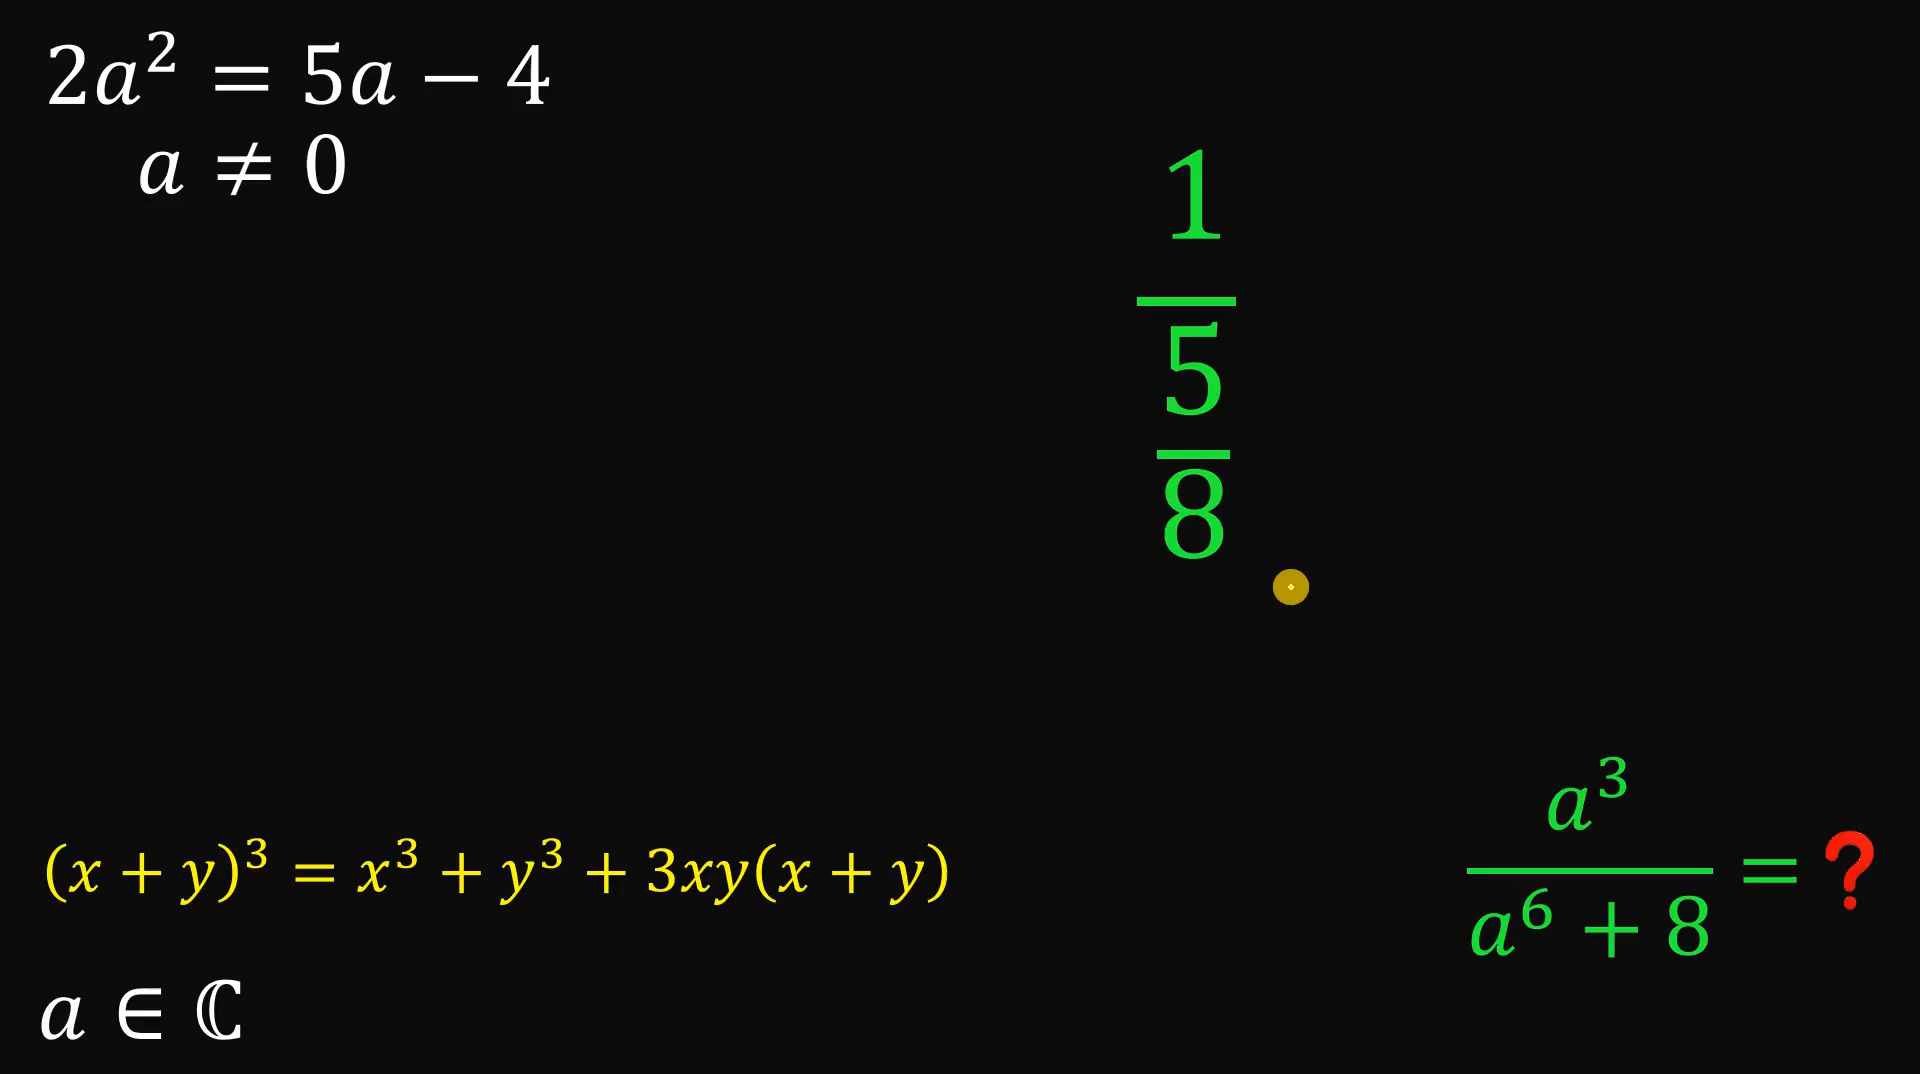 2a² = 5a − 4
a ≠ 0
1
5
8
a³
a⁶ + 8
= ?
(x + y)³ = x³ + y³ + 3xy(x + y)
a ∈ ℂ